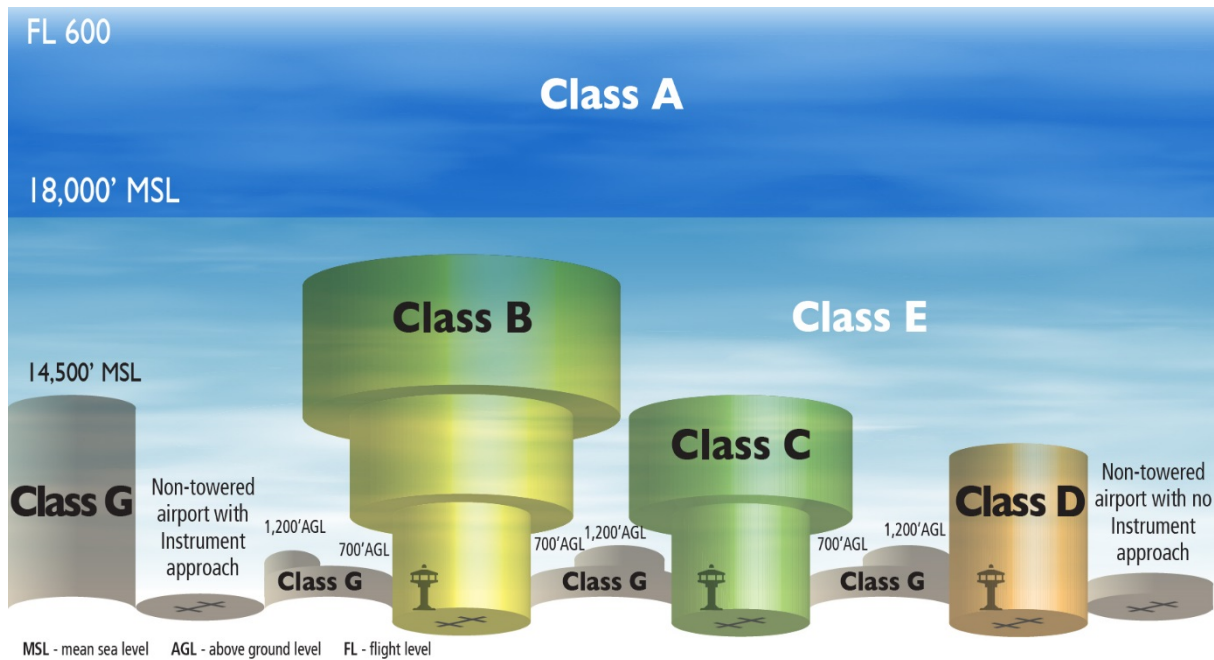 FL 600
Class A
18,000’ MSL
Class B
Class E
14,500’ MSL
Class G
Non-towered
airport with
Instrument
approach
1,200’AGL
700’AGL
Class G
700’AGL
1,200’AGL
Class G
Class C
700’AGL
1,200’AGL
Class G
Class D
Non-towered
airport with no
Instrument
approach
MSL - mean sea level AGL - above ground level FL - flight level